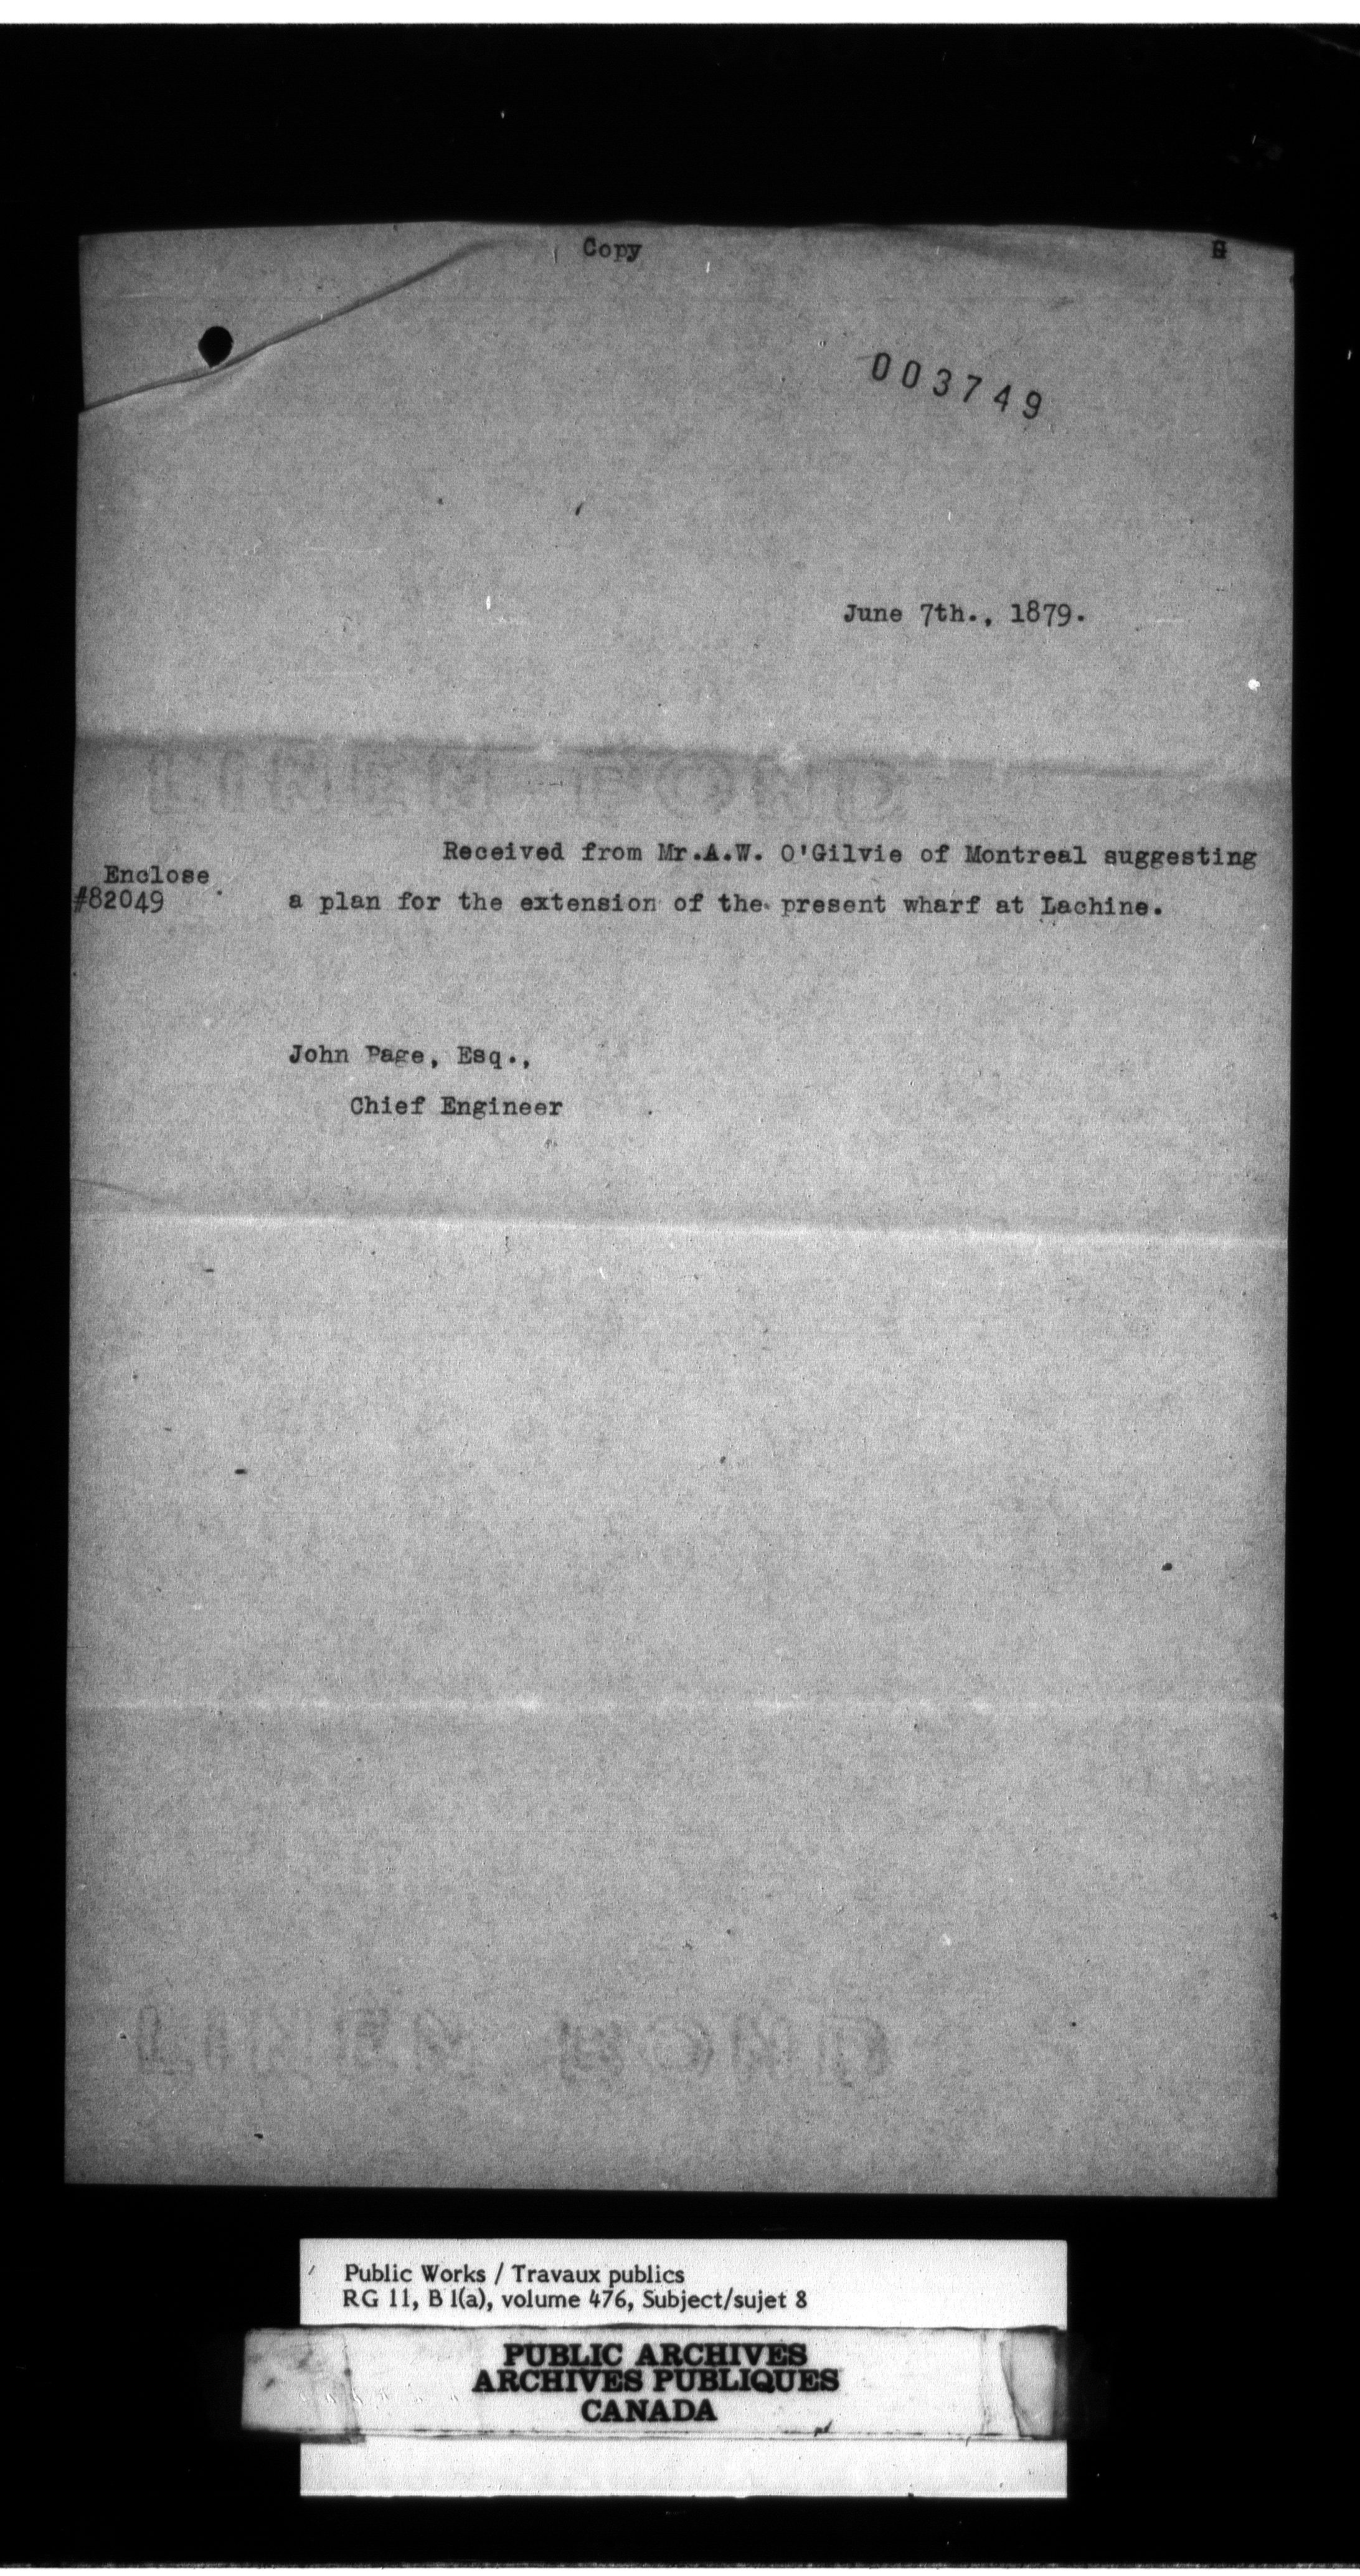 Copy
003749
June 7th., 1879.
Received from Mr.A.W. O'Gilvie of Montreal suggesting
Enclose
#82049 a plan for the extension of the present wharf at Lachine.
John Page, Esq.,
Chief Engineer
Public Works / Travaux publics
RG 11, B 1(a), volume 476, Subject/sujet 8
PUBLIC ARCHIVES
ARCHIVES PUBLIQUES
CANADA